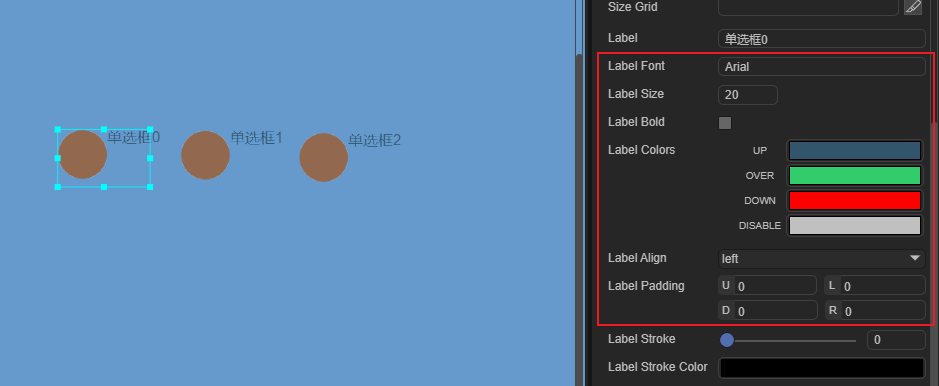 单选框0 单选框1 单选框2
Size Grid
Label 单选框0
Label Font Arial
Label Size 20
Label Bold
Label Colors UP
OVER
DOWN
DISABLE
Label Align left
Label Padding U 0 L 0
D 0 R 0
Label Stroke 0
Label Stroke Color